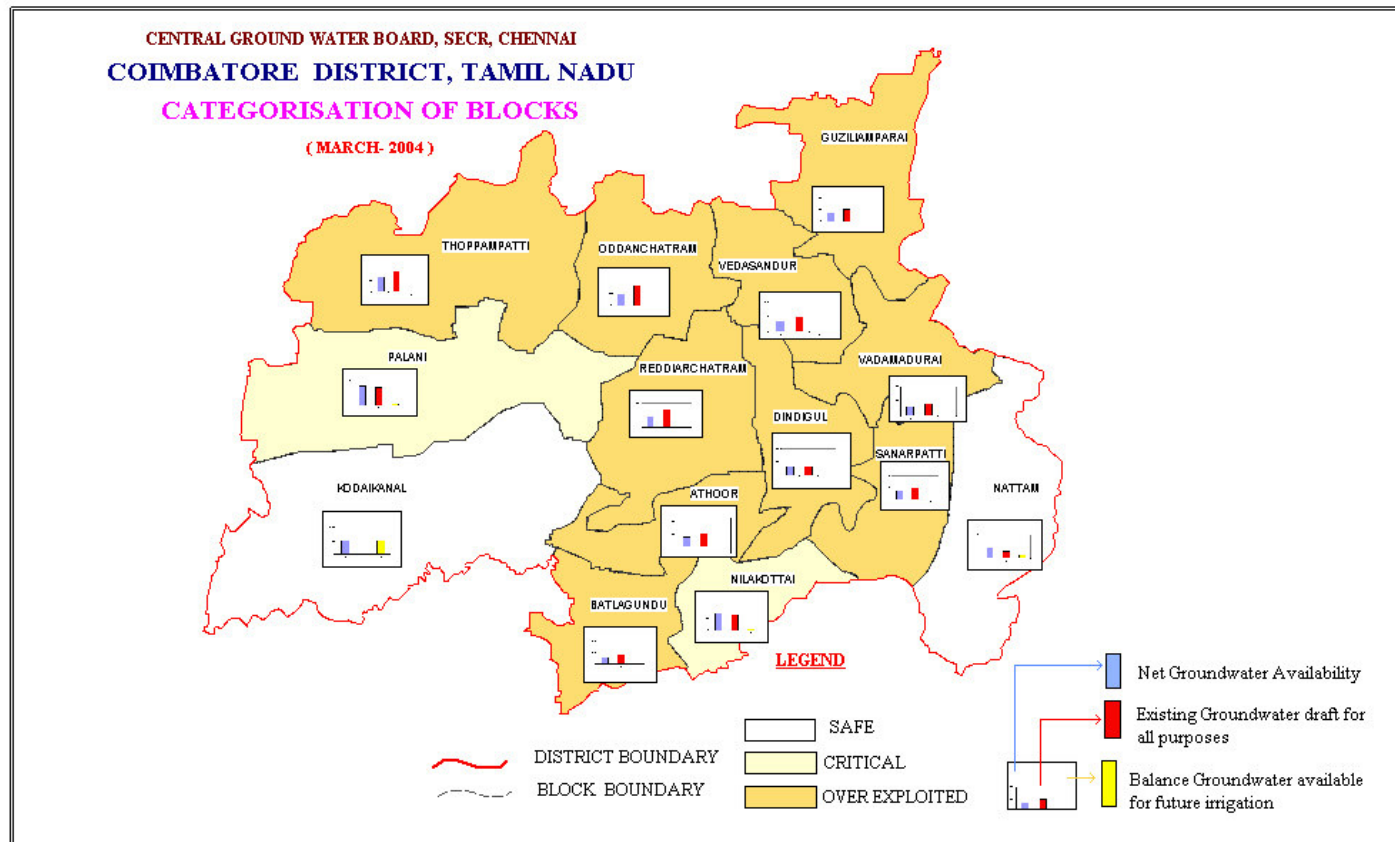 CENTRAL GROUND WATER BOARD, SECR, CHENNAI
COIMBATORE DISTRICT, TAMIL NADU
CATEGORISATION OF BLOCKS
( MARCH- 2004 )
GUZILIAMPARAI
THOPPAMPATTI
ODDANCHATRAM
VEDASANDUR
PALANI
REDDIARCHATRAM
VADAMADURAI
DINDIGUL
SANARPATTI
KODAIKANAL
ATHOOR
NATTAM
NILAKOTTAI
BATLAGUNDU
LEGEND
DISTRICT BOUNDARY
BLOCK BOUNDARY
SAFE
CRITICAL
OVER EXPLOITED
Net Groundwater Availability
Existing Groundwater draft for
all purposes
Balance Groundwater available
for future irrigation